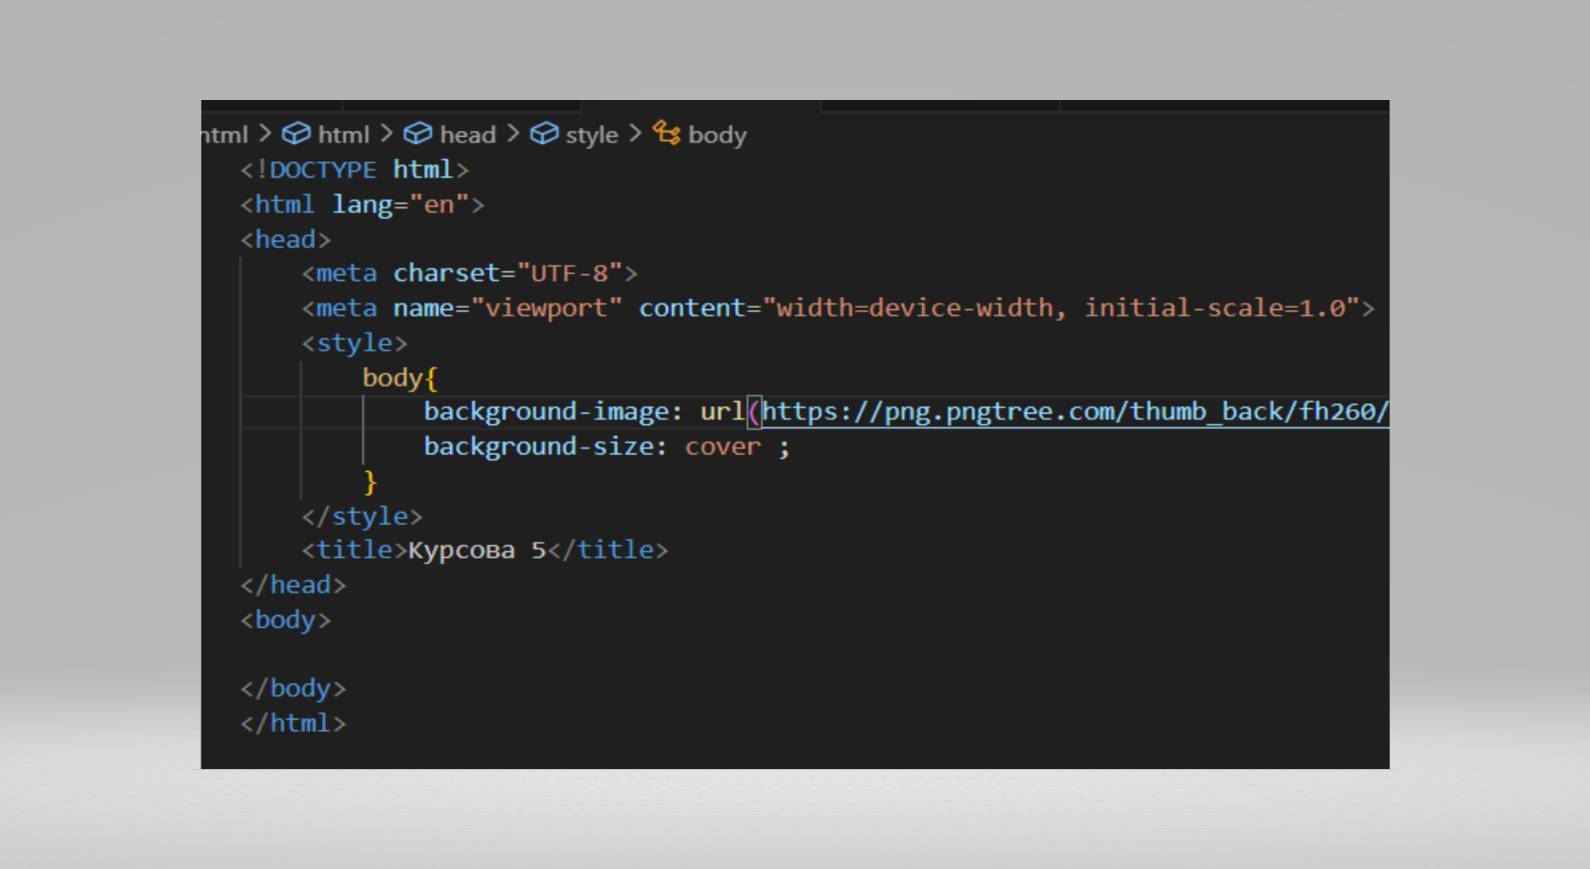 html > html > head > style > body
<!DOCTYPE html>
<html lang="en">
<head>
<meta charset="UTF-8">
<meta name="viewport" content="width=device-width, initial-scale=1.0">
<style>
body{
background-image: url(https://png.pngtree.com/thumb_back/fh260/
background-size: cover ;
}
</style>
<title>Курсова 5</title>
</head>
<body>
</body>
</html>